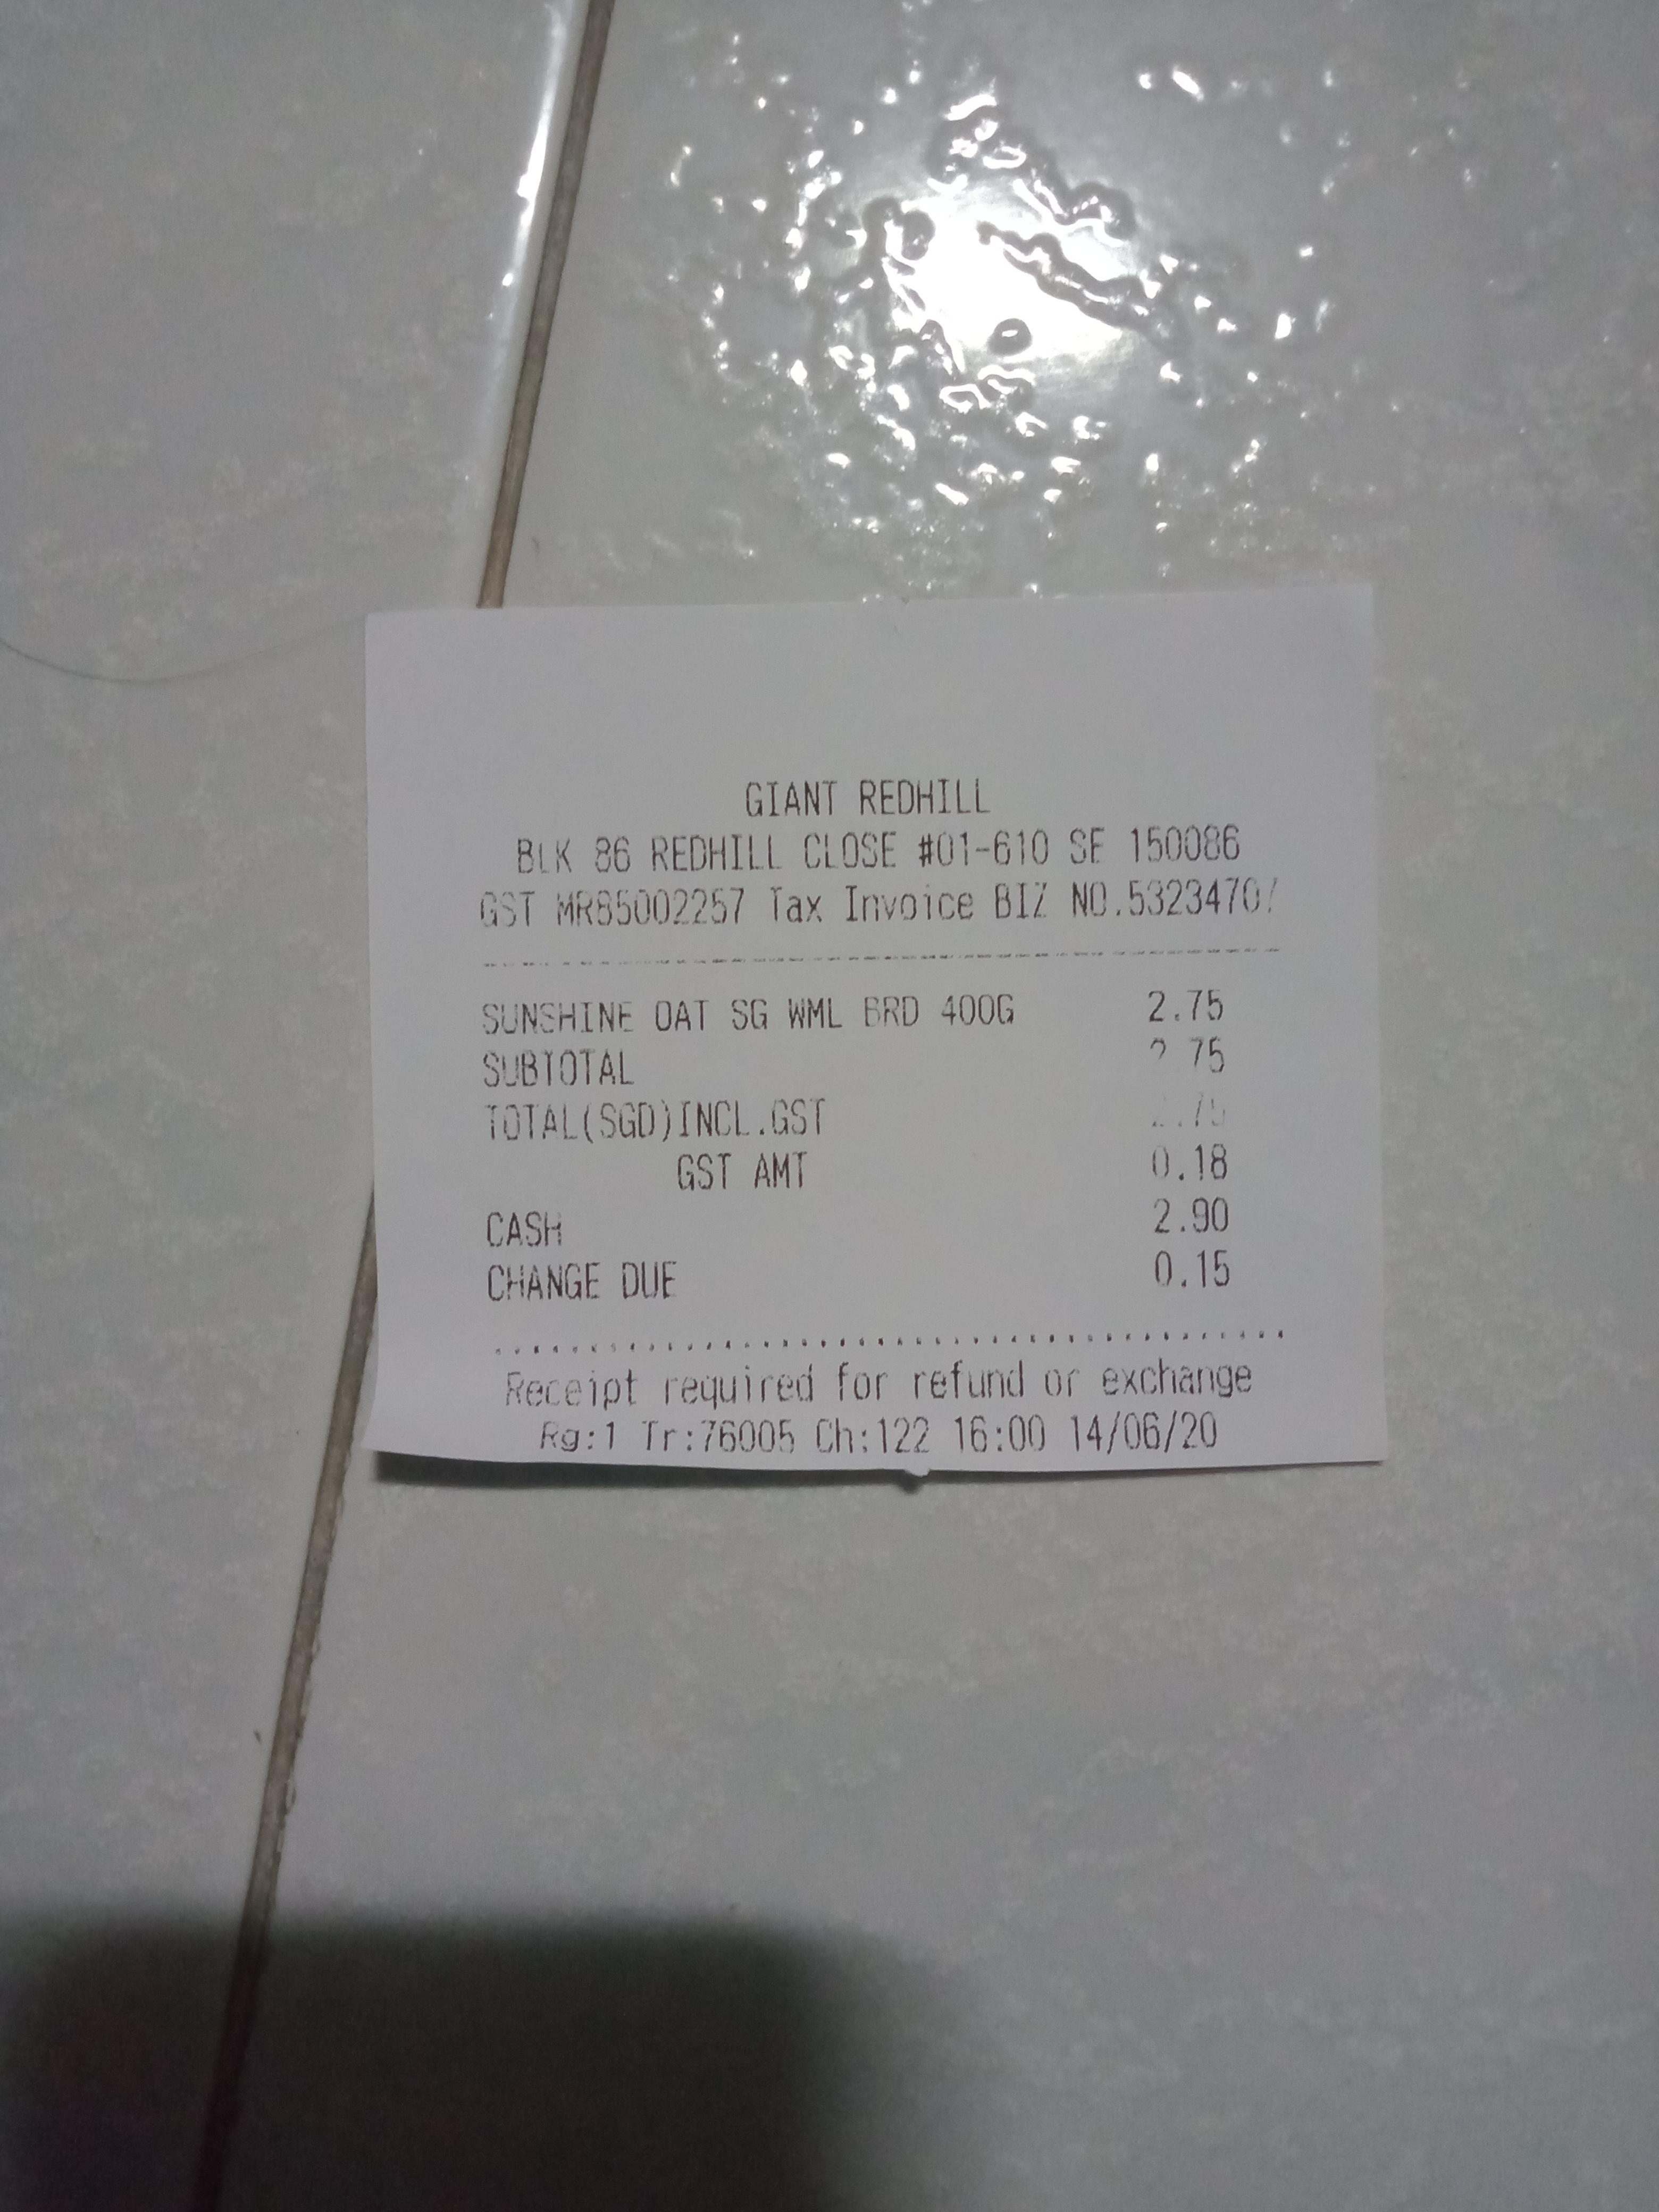 GIANT REDHILL
BLK 86 REDHILL CLOSE #01-610 SE 150086
GST MR85002257 Tax Invoice BIZ NO.
SUNSHINE OAT SG WML BRD 400G 2.75
SUBTOTAL 2.75
TOTAL(SGD)INCL.GST 2.75
GST AMT 0.18
CASH 2.90
CHANGE DUE 0.15
Receipt required for refund or exchange
Rg:1 Tr:76005 Ch:122 16:00 14/06/20